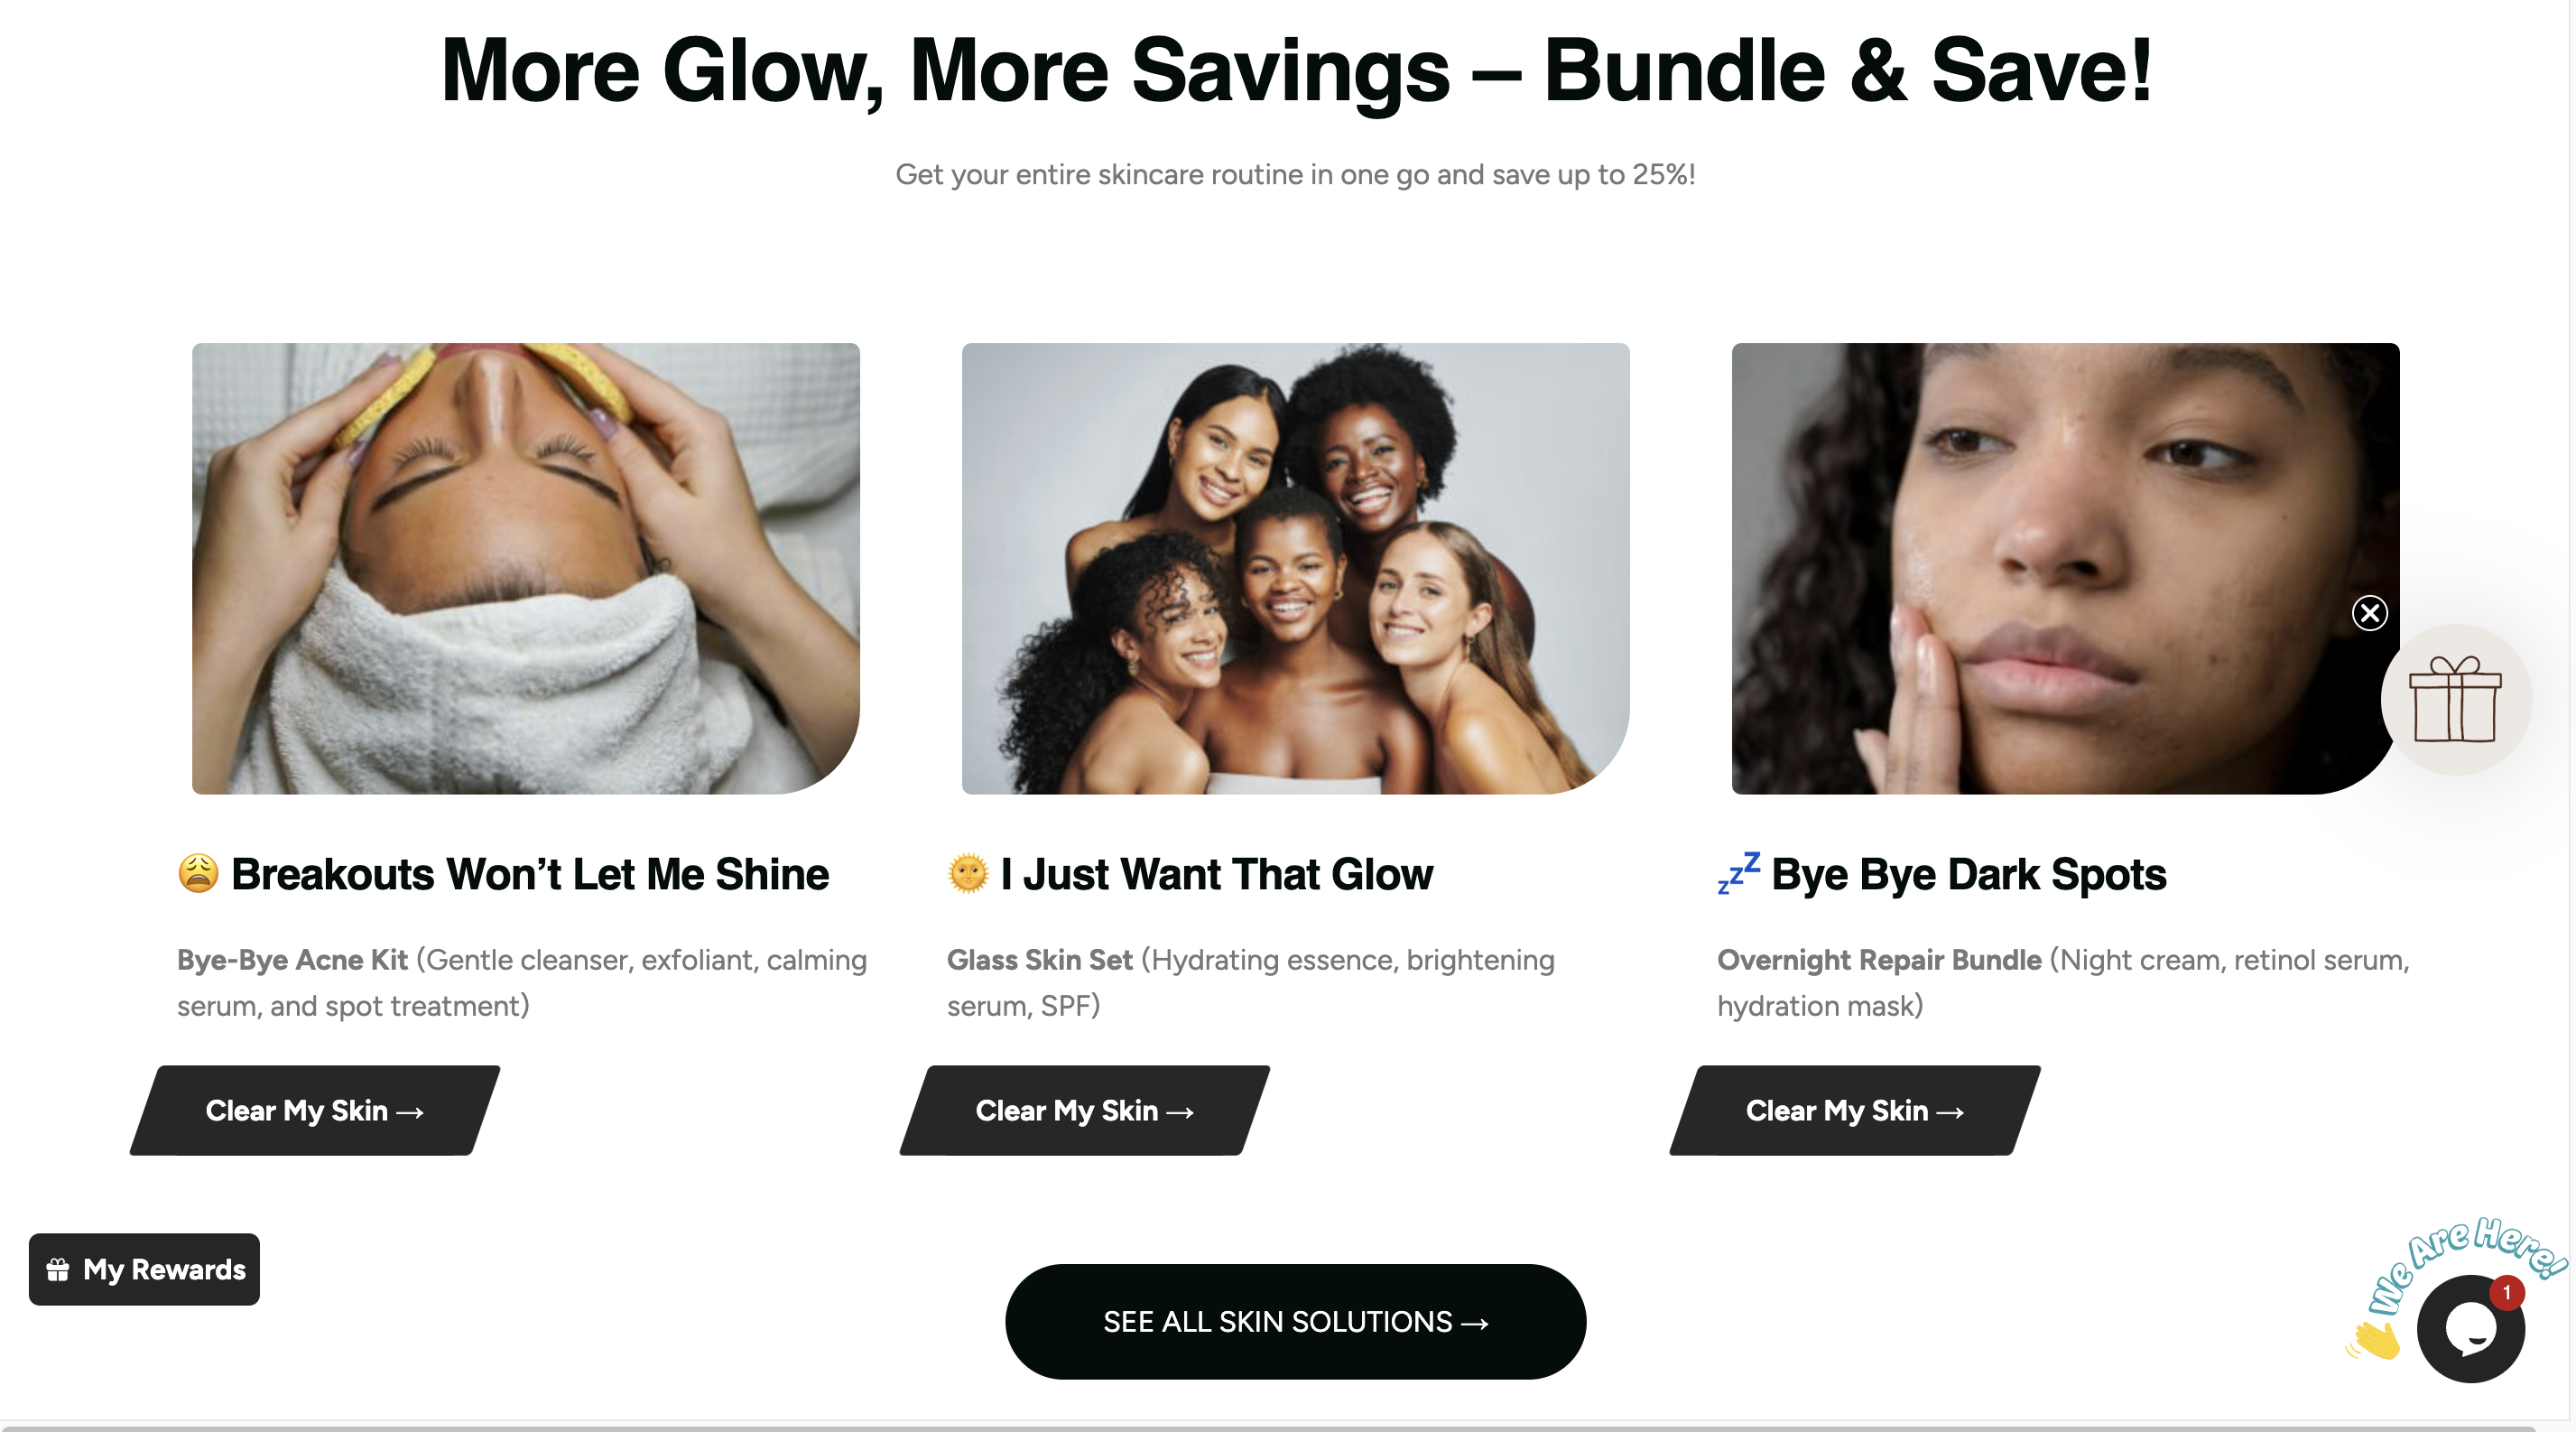 More Glow, More Savings – Bundle & Save!
Get your entire skincare routine in one go and save up to 25%!
😩 Breakouts Won’t Let Me Shine
Bye-Bye Acne Kit (Gentle cleanser, exfoliant, calming
serum, and spot treatment)
Clear My Skin →
🌞 I Just Want That Glow
Glass Skin Set (Hydrating essence, brightening
serum, SPF)
Clear My Skin →
💤 Bye Bye Dark Spots
Overnight Repair Bundle (Night cream, retinol serum,
hydration mask)
Clear My Skin →
My Rewards
SEE ALL SKIN SOLUTIONS →
We Are Here!
1